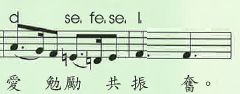 d se, fe, se, l,
愛 勉勵 共振 奮。